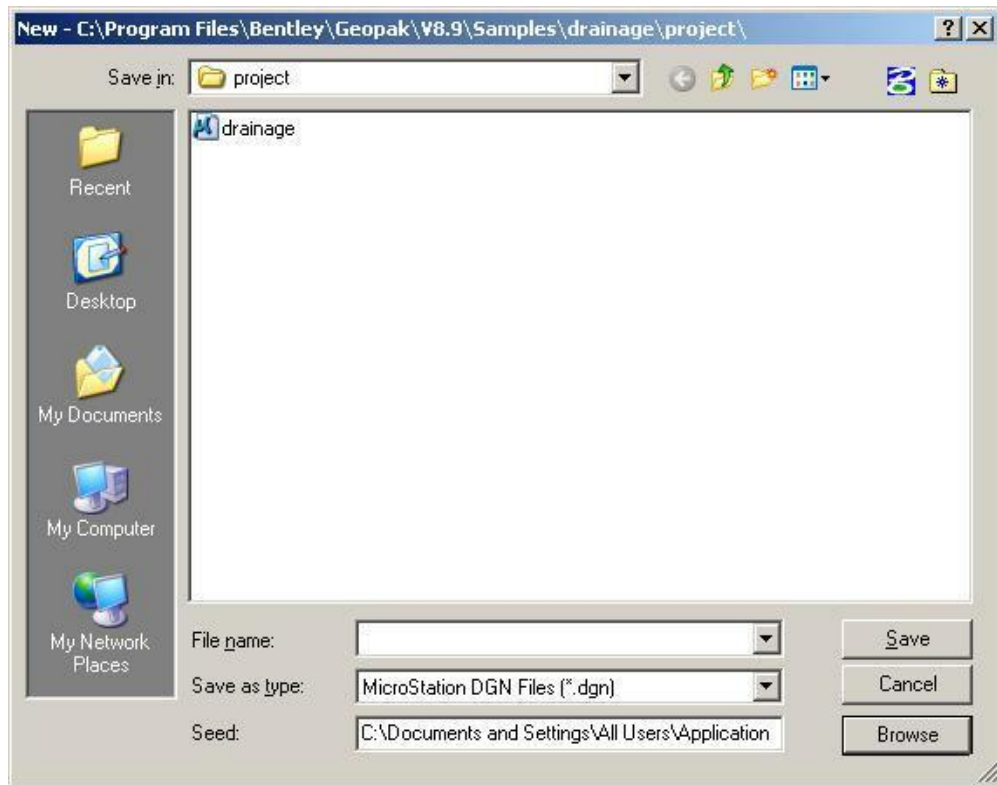 New - C:\Program Files\Bentley\Geopak\V8.9\Samples\drainage\project\
Save in: project
drainage
Recent
Desktop
My Documents
My Computer
My Network Places
File name:
Save
Save as type: MicroStation DGN Files (*.dgn)
Cancel
Seed: C:\Documents and Settings\All Users\Application
Browse